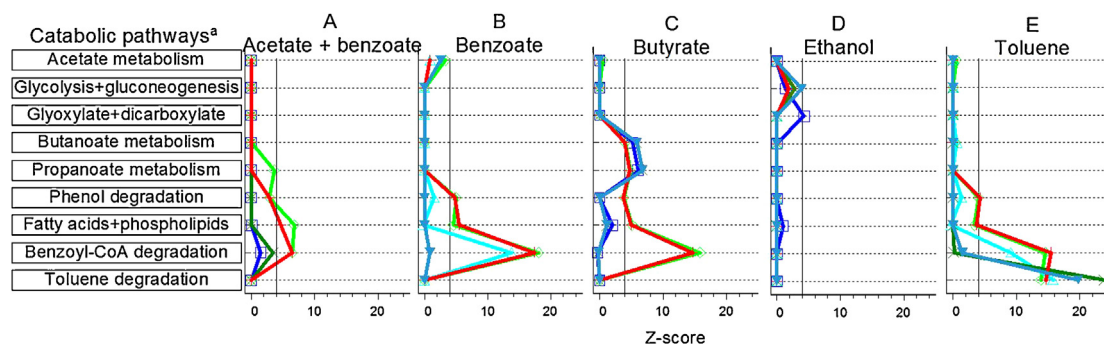 A B C D E
Catabolic pathwaysᵃ Acetate + benzoate Benzoate Butyrate Ethanol Toluene
Acetate metabolism
Glycolysis+gluconeogenesis
Glyoxylate+dicarboxylate
Butanoate metabolism
Propanoate metabolism
Phenol degradation
Fatty acids+phospholipids
Benzoyl-CoA degradation
Toluene degradation
0 10 20 0 10 20 0 10 20 0 10 20 0 10 20
Z-score